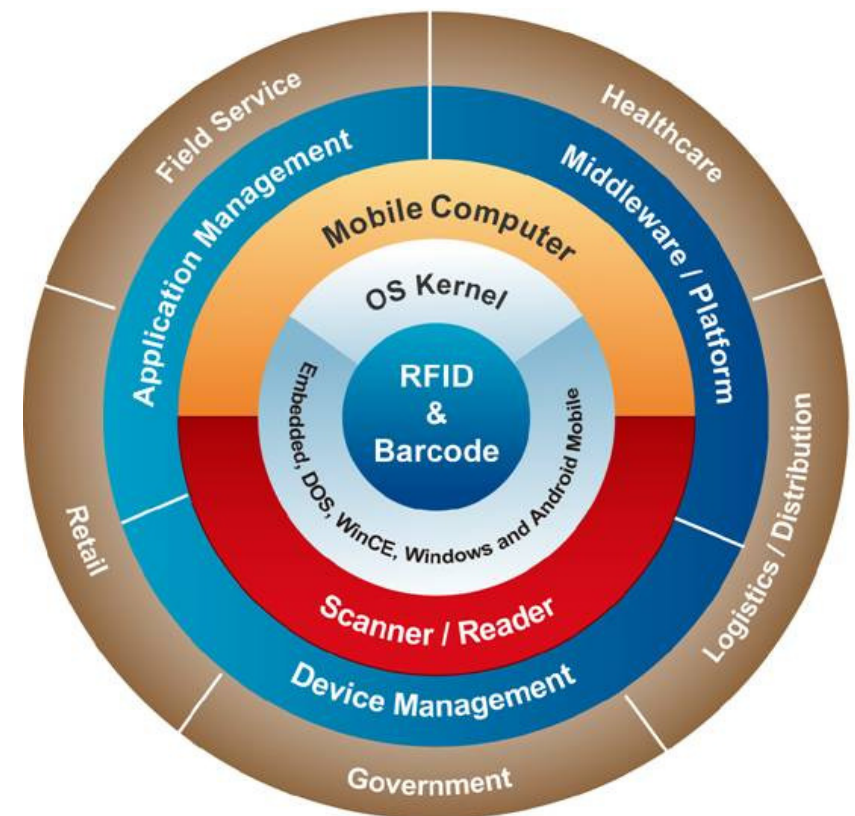 Field Service
Healthcare
Application Management
Middleware / Platform
Mobile Computer
OS Kernel
RFID
&
Barcode
Embedded, DOS, WinCE, Windows and Android Mobile
Retail
Logistics / Distribution
Scanner / Reader
Device Management
Government